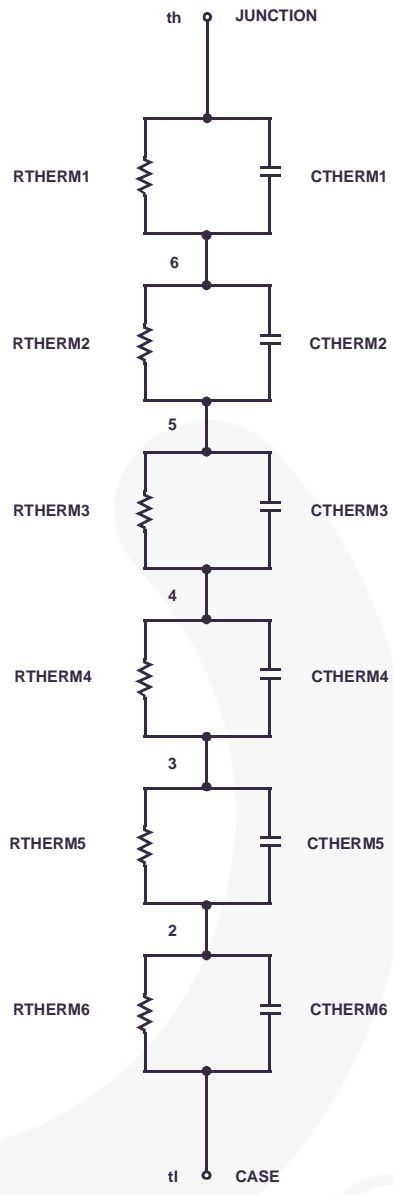 th JUNCTION
RTHERM1 CTHERM1
6
RTHERM2 CTHERM2
5
RTHERM3 CTHERM3
4
RTHERM4 CTHERM4
3
RTHERM5 CTHERM5
2
RTHERM6 CTHERM6
tl CASE